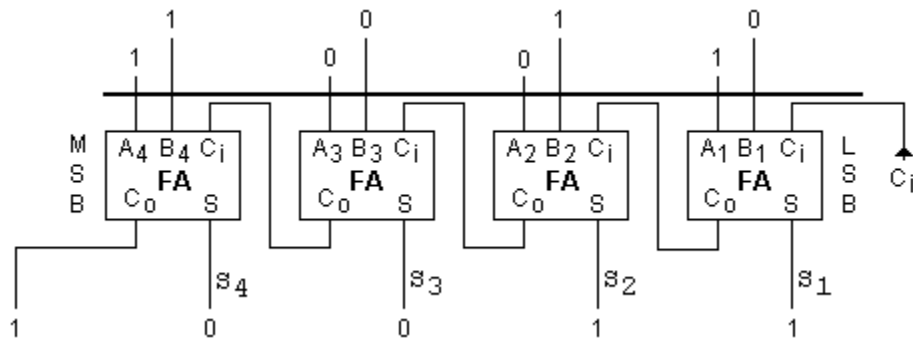 1 0 1 0
1 0 0 1
M A4 B4 Ci A3 B3 Ci A2 B2 Ci A1 B1 Ci L
S FA FA FA FA S Ci
B Co S Co S Co S Co S B
S4 S3 S2 S1
1 0 0 1 1